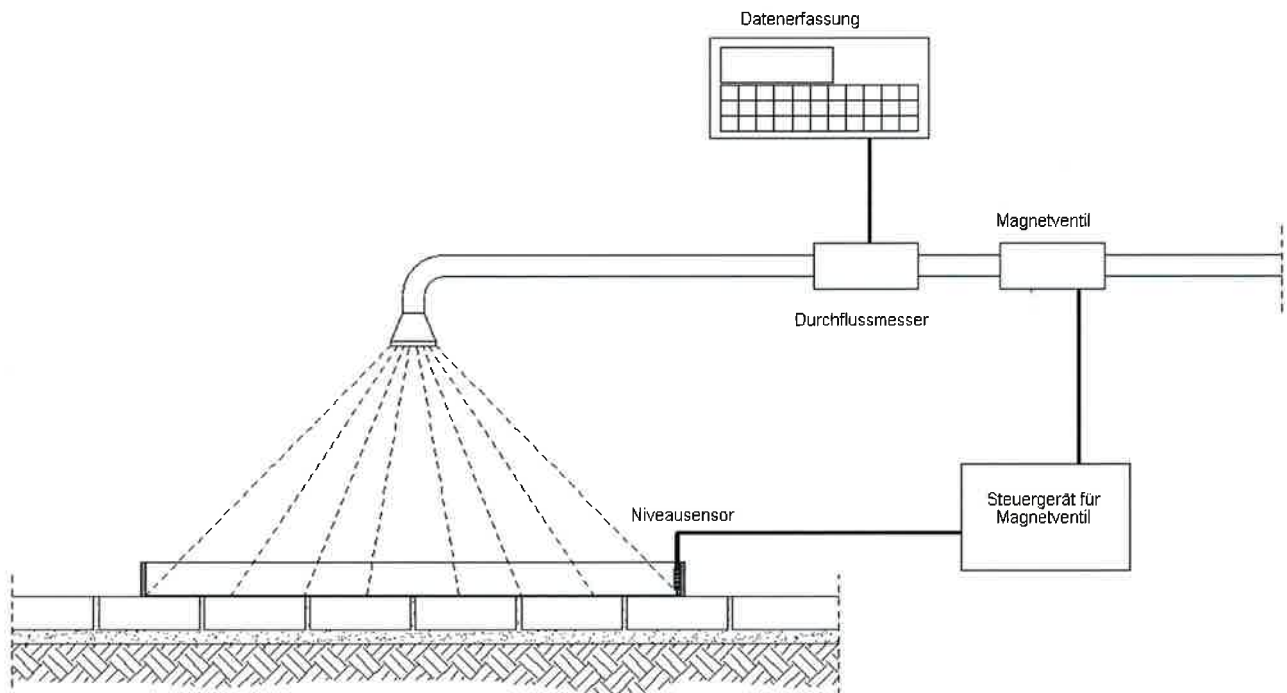 Datenerfassung
Magnetventil
Durchflussmesser
Niveausensor
Steuergerät für
Magnetventil